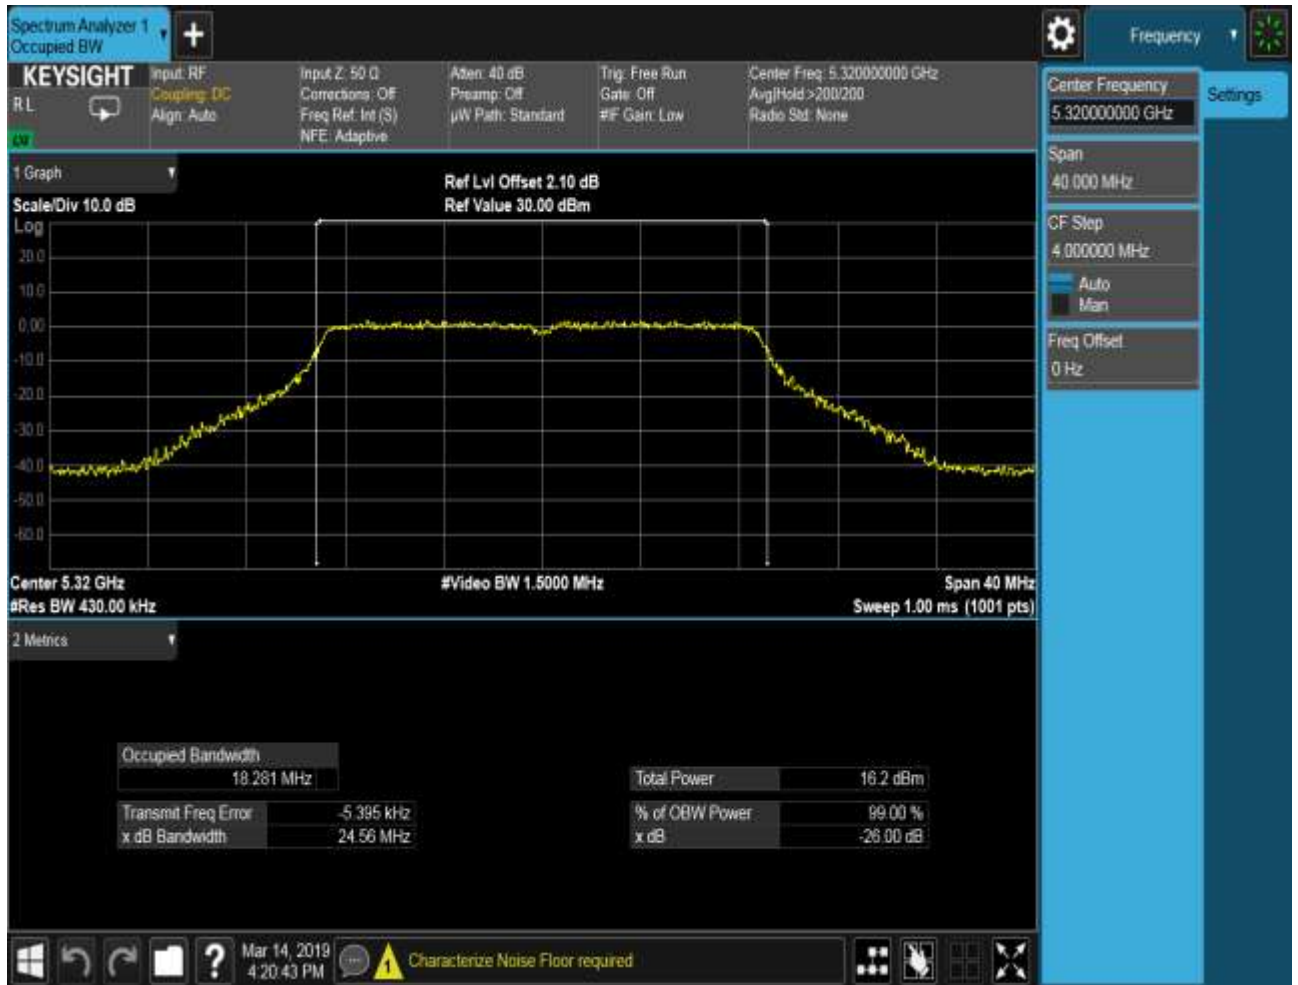 Spectrum Analyzer 1
Occupied BW
Frequency
KEYSIGHT
R L
Input: RF
Coupling: DC
Align: Auto
Input Z: 50 Ω
Corrections: Off
Freq Ref: Int (S)
NFE: Adaptive
Atten: 40 dB
Preamp: Off
µW Path: Standard
Trig: Free Run
Gate: Off
#IF Gain: Low
Center Freq: 5.320000000 GHz
Avg|Hold:>200/200
Radio Std: None
Center Frequency
5.320000000 GHz
Settings
Span
40.000 MHz
CF Step
4.000000 MHz
Auto
Man
Freq Offset
0 Hz
1 Graph
Scale/Div 10.0 dB
Ref Lvl Offset 2.10 dB
Ref Value 30.00 dBm
Log
20.0
10.0
0.00
-10.0
-20.0
-30.0
-40.0
-50.0
-60.0
Center 5.32 GHz
#Video BW 1.5000 MHz
Span 40 MHz
#Res BW 430.00 kHz
Sweep 1.00 ms (1001 pts)
2 Metrics
Occupied Bandwidth
18.281 MHz
Total Power 16.2 dBm
Transmit Freq Error -5.395 kHz
% of OBW Power 99.00 %
x dB Bandwidth 24.56 MHz
x dB -26.00 dB
?
Mar 14, 2019
4:20:43 PM
1
Characterize Noise Floor required